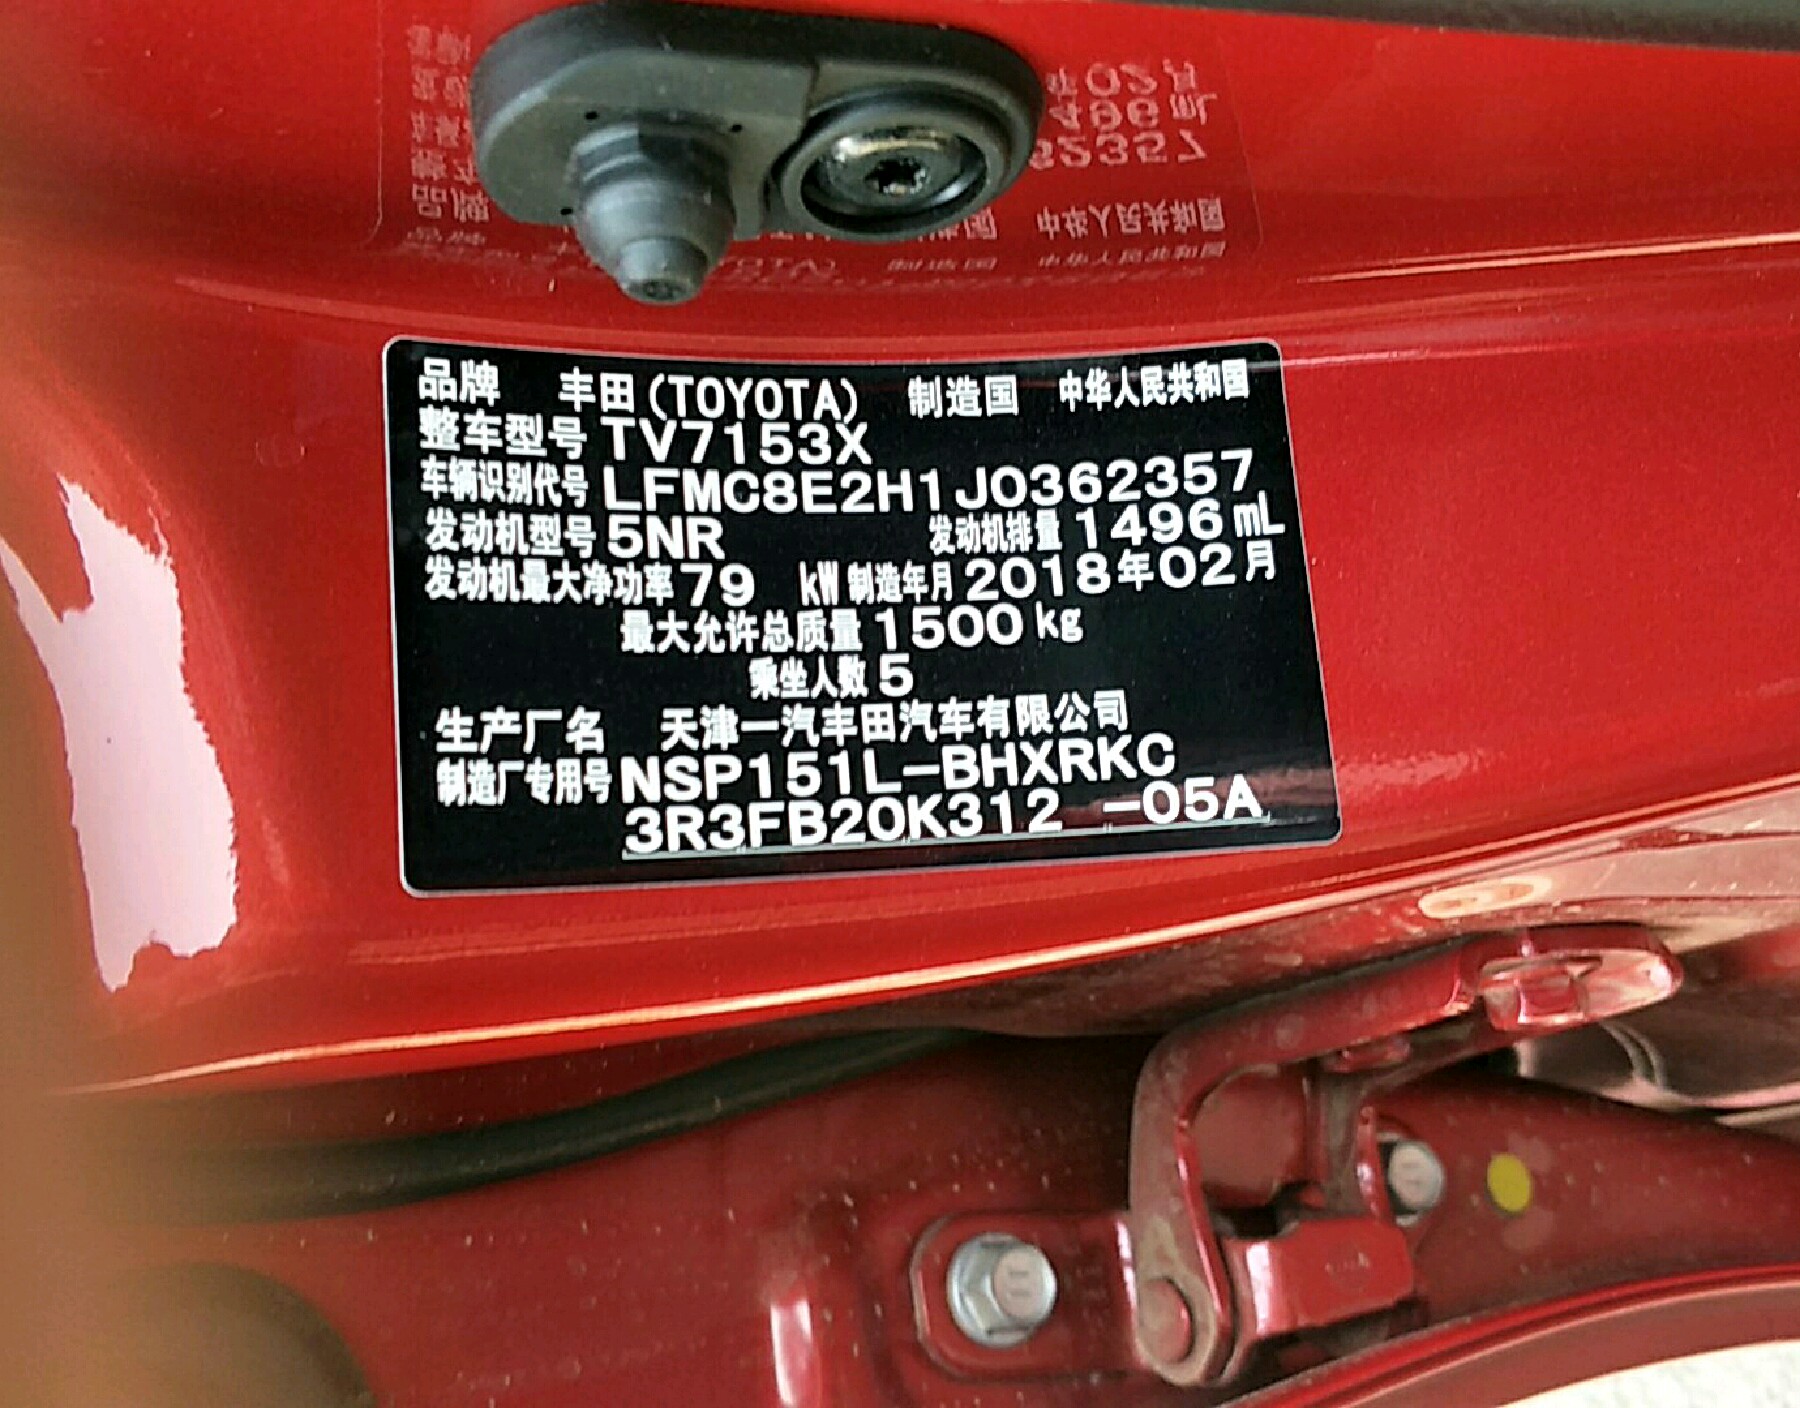 品牌 丰田(TOYOTA) 制造国 中华人民共和国
整车型号 TV7153X
车辆识别代号 LFMC8E2H1J0362357
发动机型号 5NR 发动机排量 1496 mL
发动机最大净功率 79 kW 制造年月 2018年02月
最大允许总质量 1500 kg
乘坐人数 5
生产厂名 天津一汽丰田汽车有限公司
制造厂专用号 NSP151L-BHXRKC
3R3FB20K312 -05A